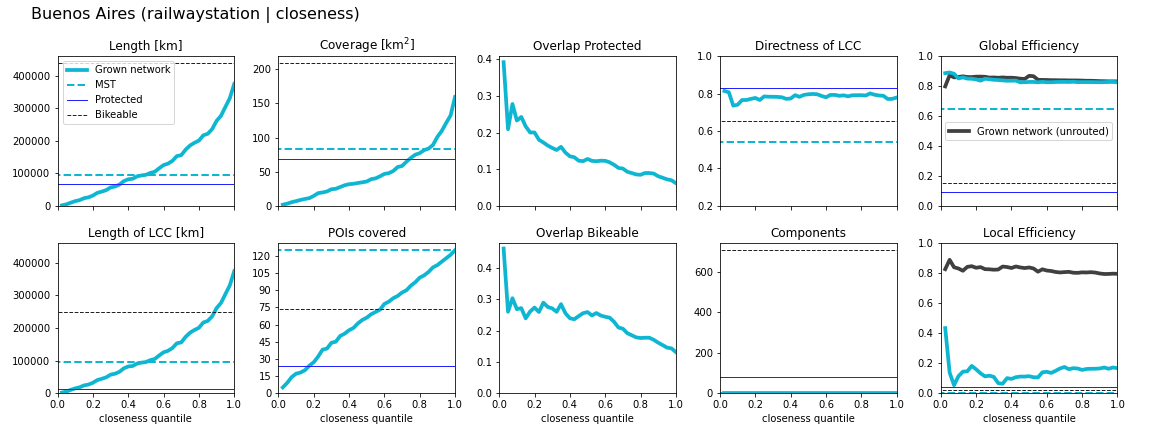 Buenos Aires (railwaystation | closeness)
Length [km]
Coverage [km²]
Overlap Protected
Directness of LCC
Global Efficiency
400000
300000
200000
100000
0
Grown network
MST
Protected
Bikeable
200
150
100
50
0
0.4
0.3
0.2
0.1
0.0
1.0
0.8
0.6
0.4
0.2
1.0
0.8
0.6
0.4
0.2
0.0
Grown network (unrouted)
Length of LCC [km]
POIs covered
Overlap Bikeable
Components
Local Efficiency
400000
300000
200000
100000
0
0.0 0.2 0.4 0.6 0.8 1.0
closeness quantile
120
105
90
75
60
45
30
15
0
0.0 0.2 0.4 0.6 0.8 1.0
closeness quantile
0.4
0.3
0.2
0.1
0.0
0.0 0.2 0.4 0.6 0.8 1.0
closeness quantile
600
400
200
0
0.0 0.2 0.4 0.6 0.8 1.0
closeness quantile
1.0
0.8
0.6
0.4
0.2
0.0
0.0 0.2 0.4 0.6 0.8 1.0
closeness quantile